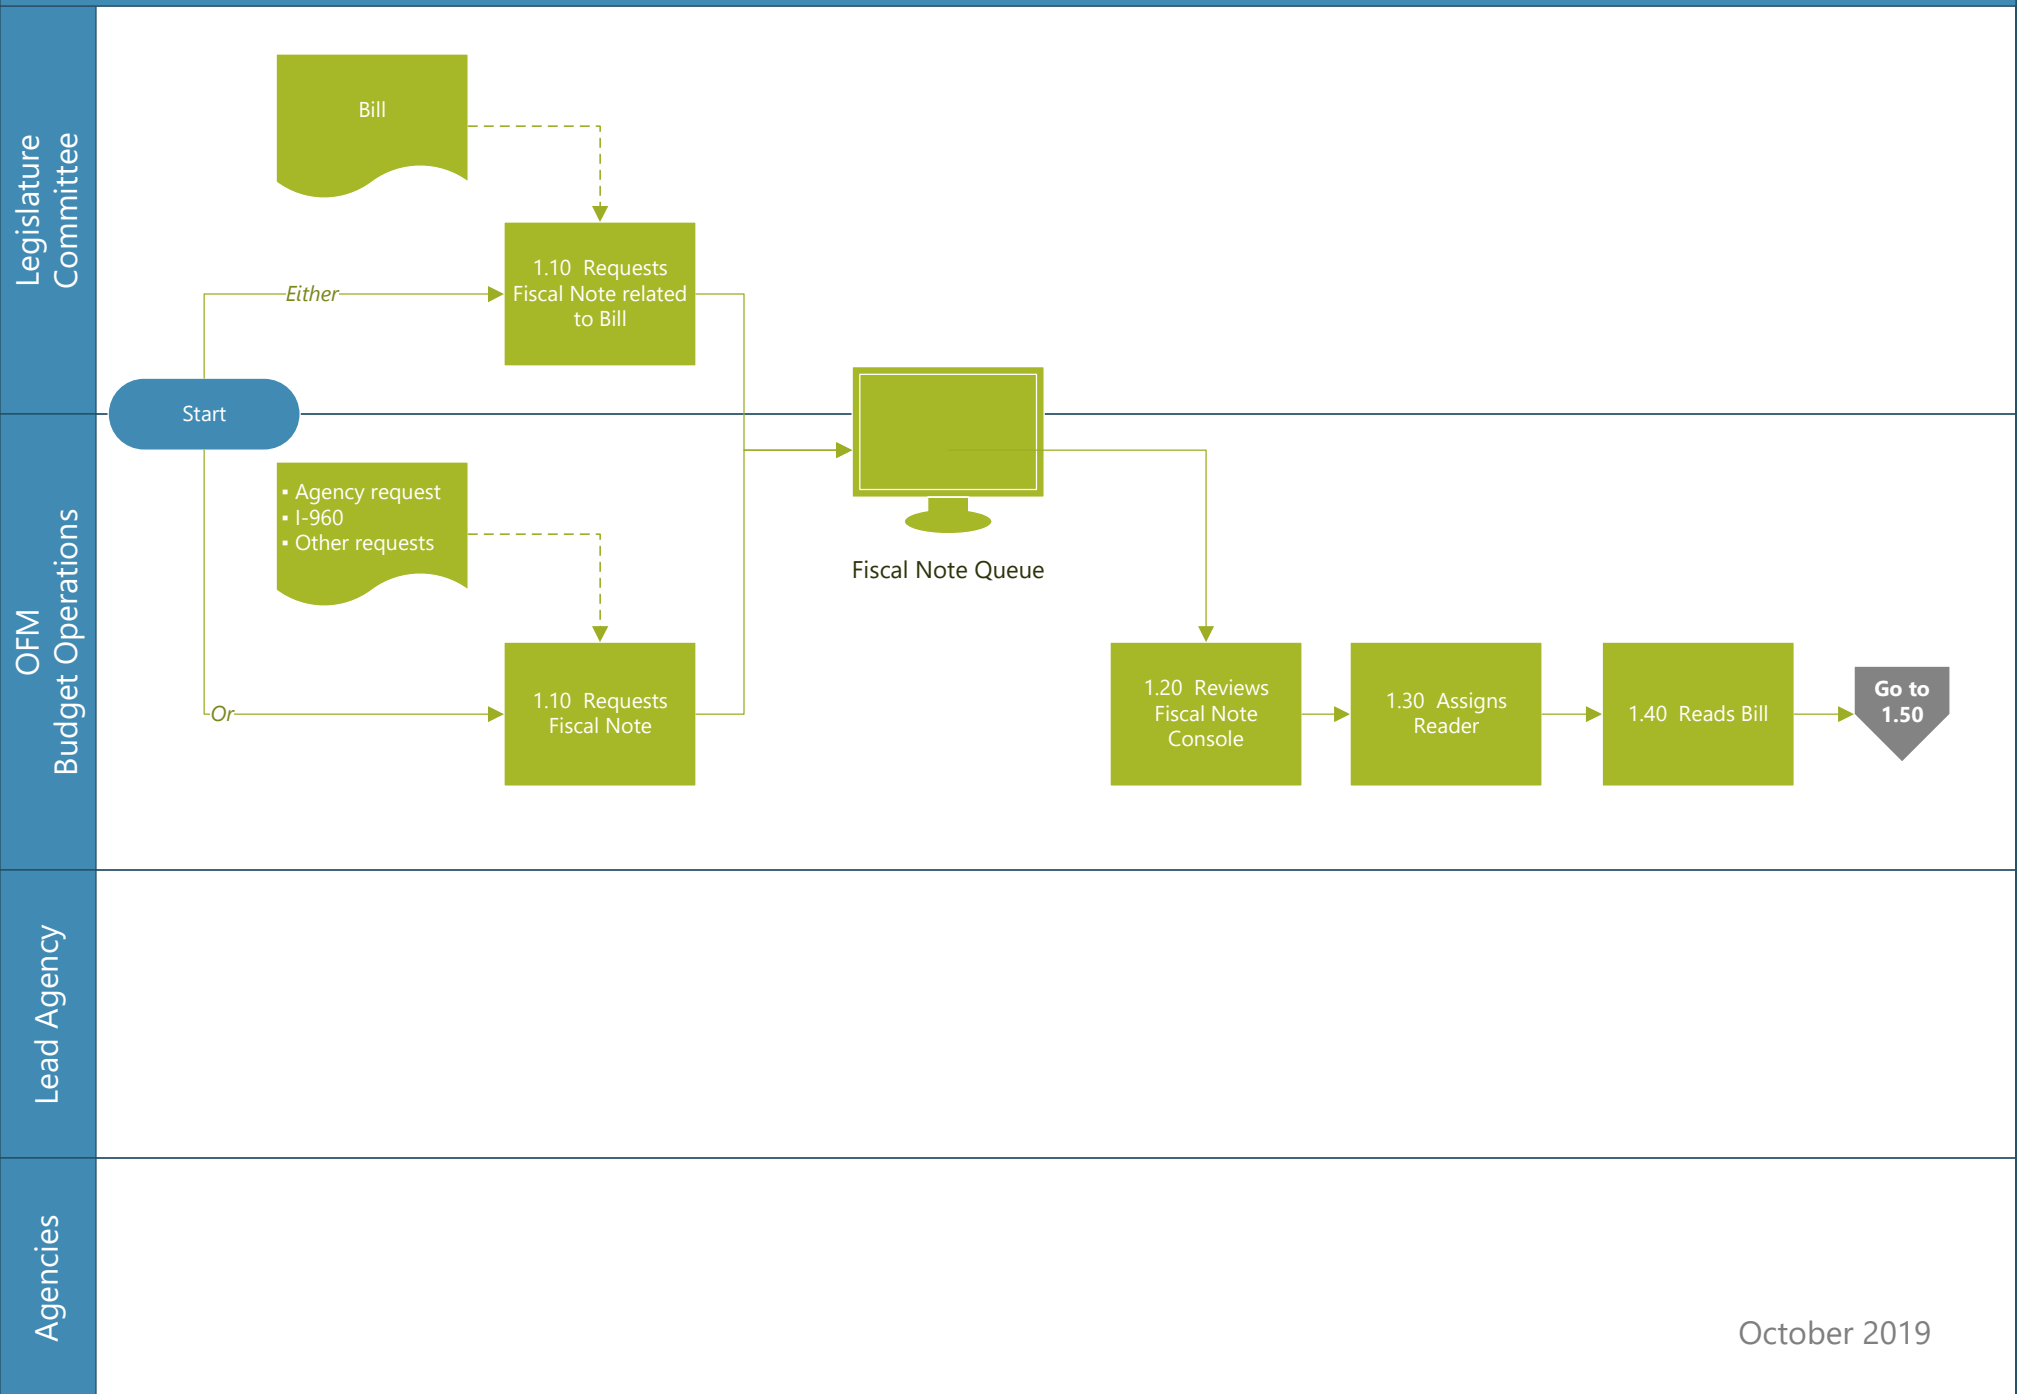 Legislature
Committee
Bill
1.10  Requests
Fiscal Note related
to Bill
Either
Start
OFM
Budget Operations
▪ Agency request
▪ I-960
▪ Other requests
Or
1.10  Requests
Fiscal Note
Fiscal Note Queue
1.20  Reviews
Fiscal Note
Console
1.30  Assigns
Reader
1.40  Reads Bill
Go to
1.50
Lead Agency
Agencies
October 2019